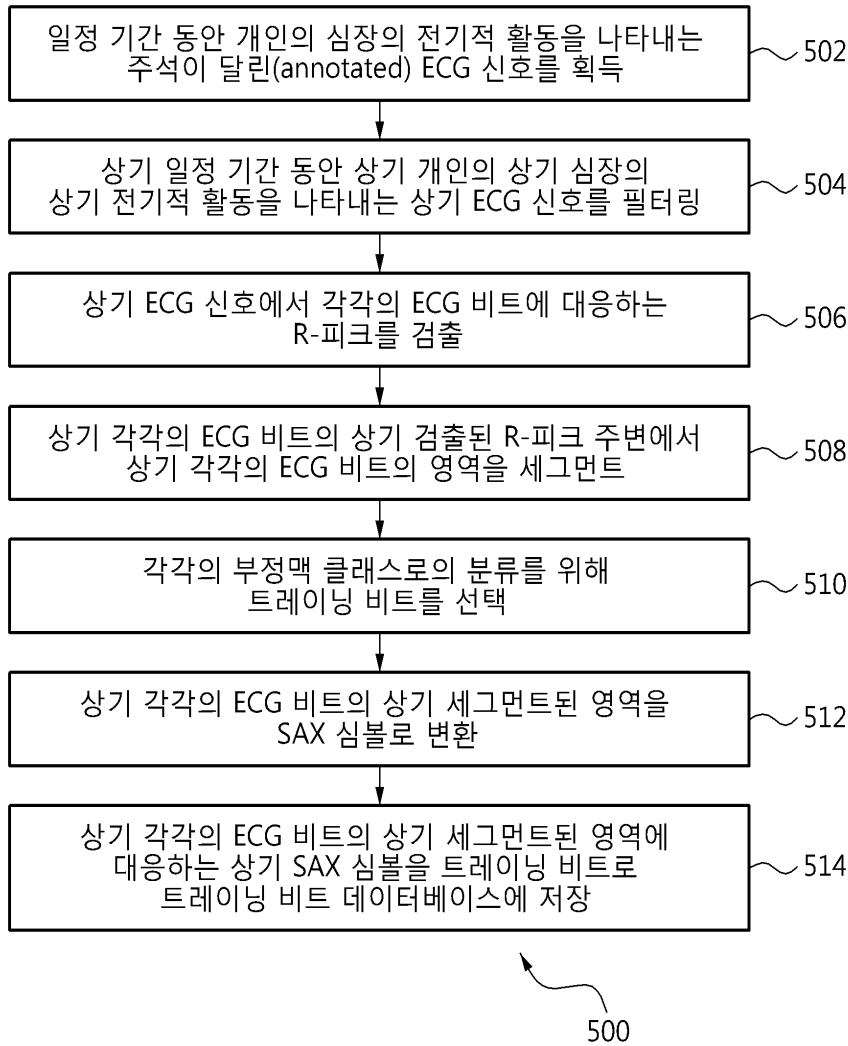 일정 기간 동안 개인의 심장의 전기적 활동을 나타내는
주석이 달린(annotated) ECG 신호를 획득
502
상기 일정 기간 동안 상기 개인의 상기 심장의
상기 전기적 활동을 나타내는 상기 ECG 신호를 필터링
504
상기 ECG 신호에서 각각의 ECG 비트에 대응하는
R-피크를 검출
506
상기 각각의 ECG 비트의 상기 검출된 R-피크 주변에서
상기 각각의 ECG 비트의 영역을 세그먼트
508
각각의 부정맥 클래스로의 분류를 위해
트레이닝 비트를 선택
510
상기 각각의 ECG 비트의 상기 세그먼트된 영역을
SAX 심볼로 변환
512
상기 각각의 ECG 비트의 상기 세그먼트된 영역에
대응하는 상기 SAX 심볼을 트레이닝 비트로
트레이닝 비트 데이터베이스에 저장
514
500